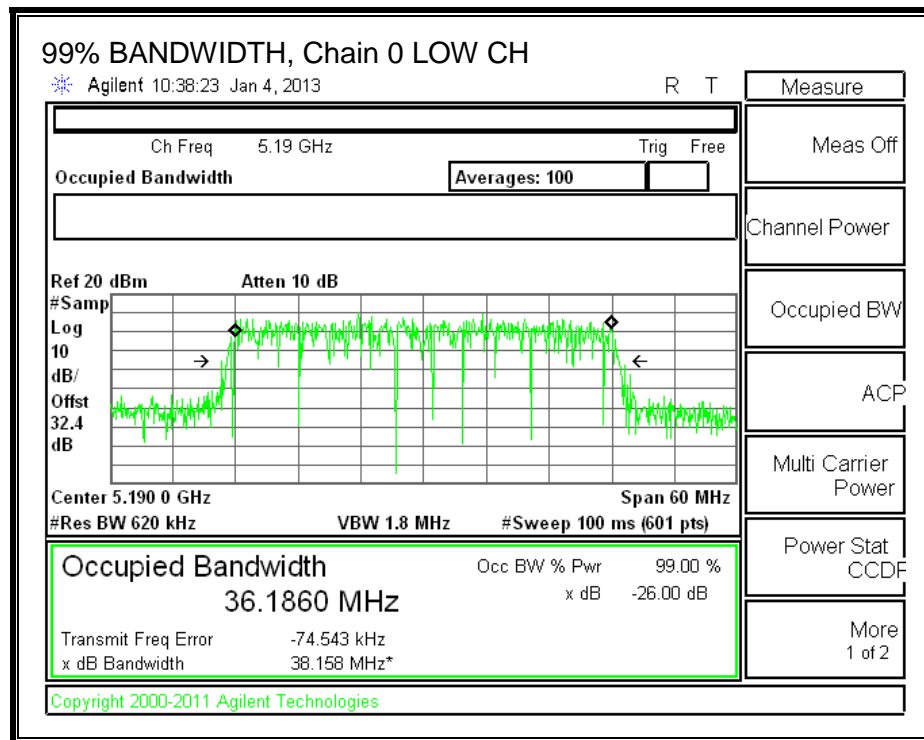 99% BANDWIDTH, Chain 0 LOW CH
Agilent 10:38:23 Jan 4, 2013 R T
Measure
Ch Freq 5.19 GHz Trig Free
Meas Off
Occupied Bandwidth Averages: 100
Channel Power
Ref 20 dBm Atten 10 dB
Occupied BW
#Samp
Log
10
dB/
ACP
Offst
32.4
dB
Multi Carrier
Power
Center 5.190 0 GHz Span 60 MHz
#Res BW 620 kHz VBW 1.8 MHz #Sweep 100 ms (601 pts)
Power Stat
CCDF
Occupied Bandwidth Occ BW % Pwr 99.00 %
36.1860 MHz x dB -26.00 dB
More
1 of 2
Transmit Freq Error -74.543 kHz
x dB Bandwidth 38.158 MHz*
Copyright 2000-2011 Agilent Technologies